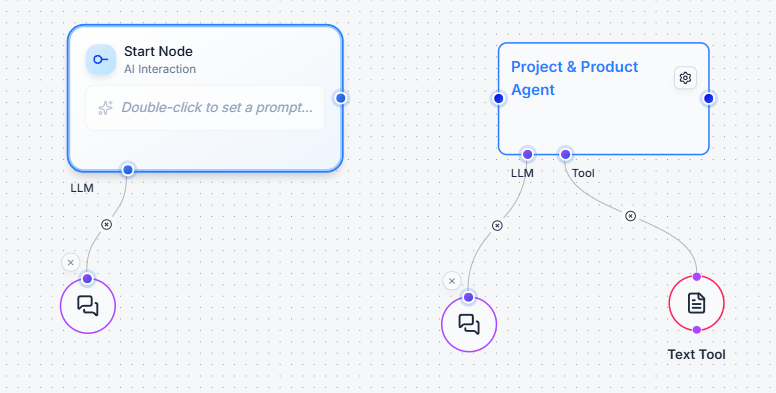 Start Node
AI Interaction
Double-click to set a prompt...
LLM
Project & Product
Agent
LLM
Tool
Text Tool